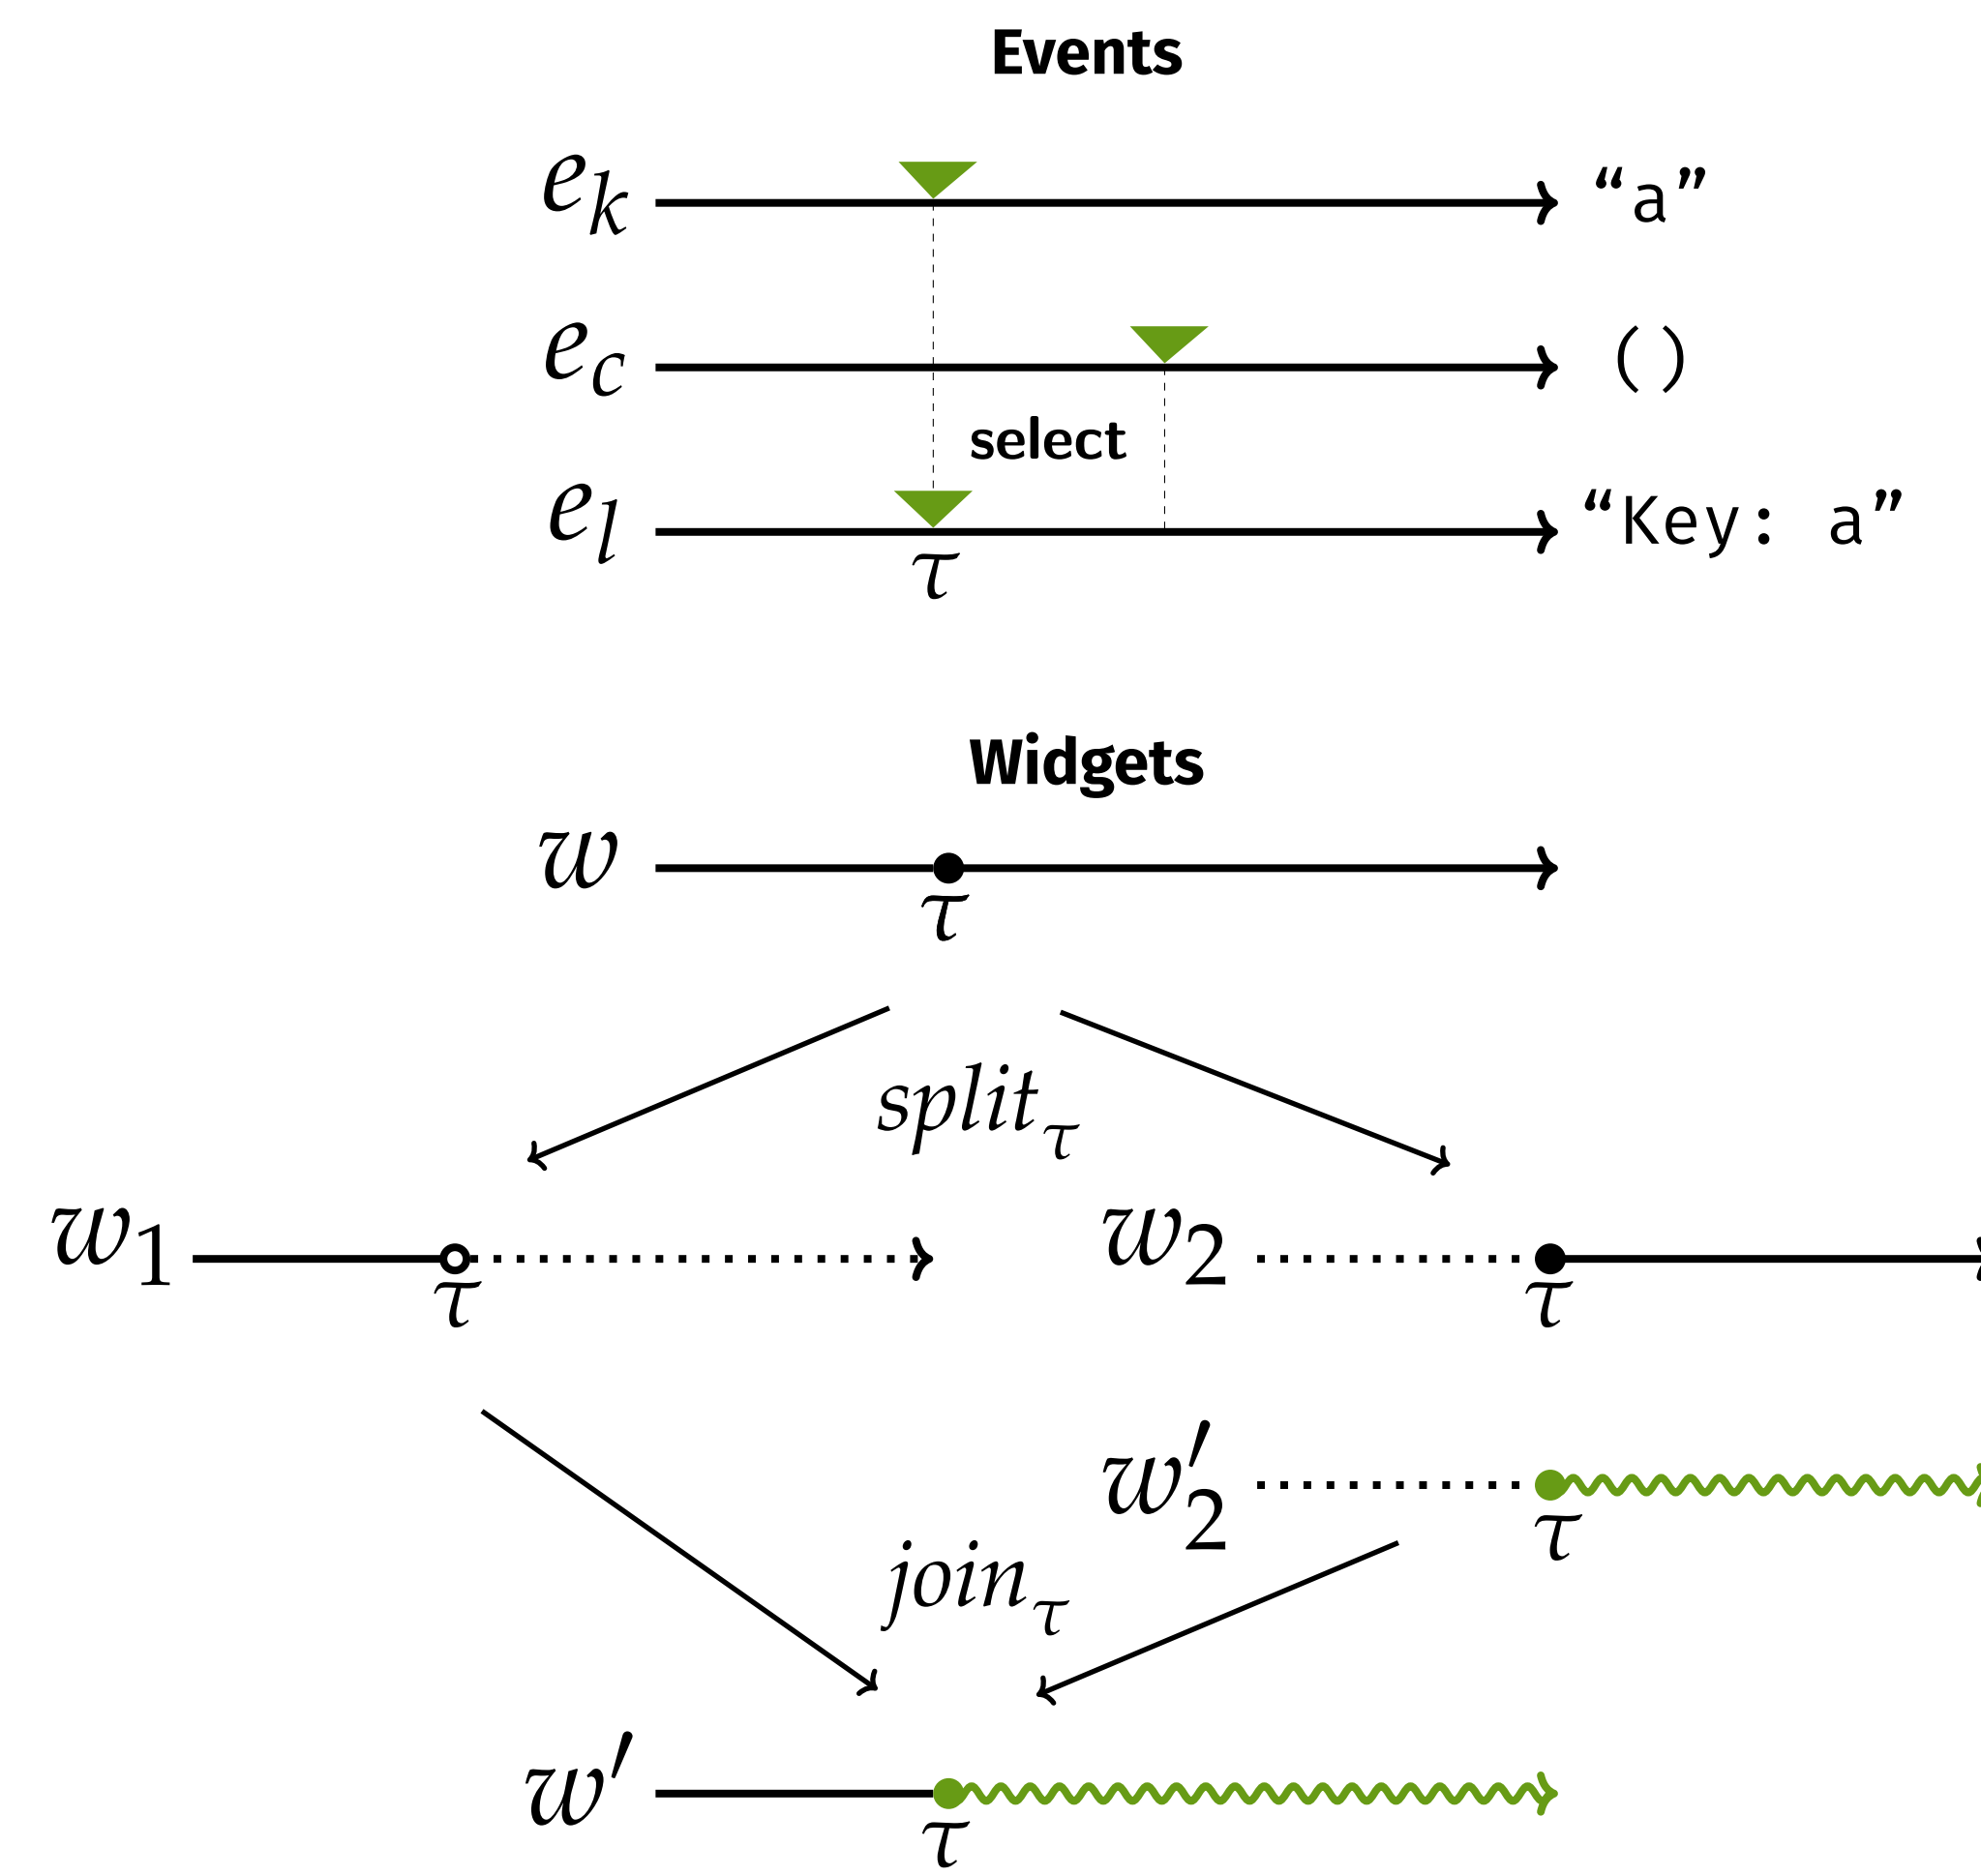 Events
e_k “a”
e_c ()
select
e_l “Key: a”
τ
Widgets
w
τ
split_τ
w_1 w_2
τ τ
w′_2
τ
join_τ
w′
τ